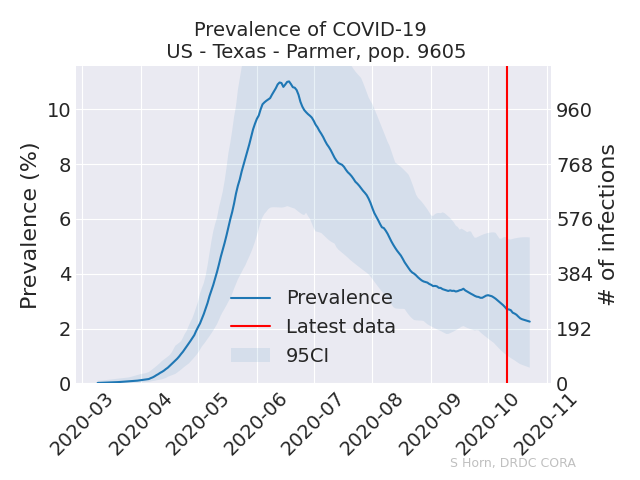 Prevalence of COVID-19
US - Texas - Parmer, pop. 9605
Prevalence (%)
10
8
6
4
2
0
960
768
576
384
192
0
# of infections
Prevalence
Latest data
95CI
2020-03
2020-04
2020-05
2020-06
2020-07
2020-08
2020-09
2020-10
2020-11
S Horn, DRDC CORA